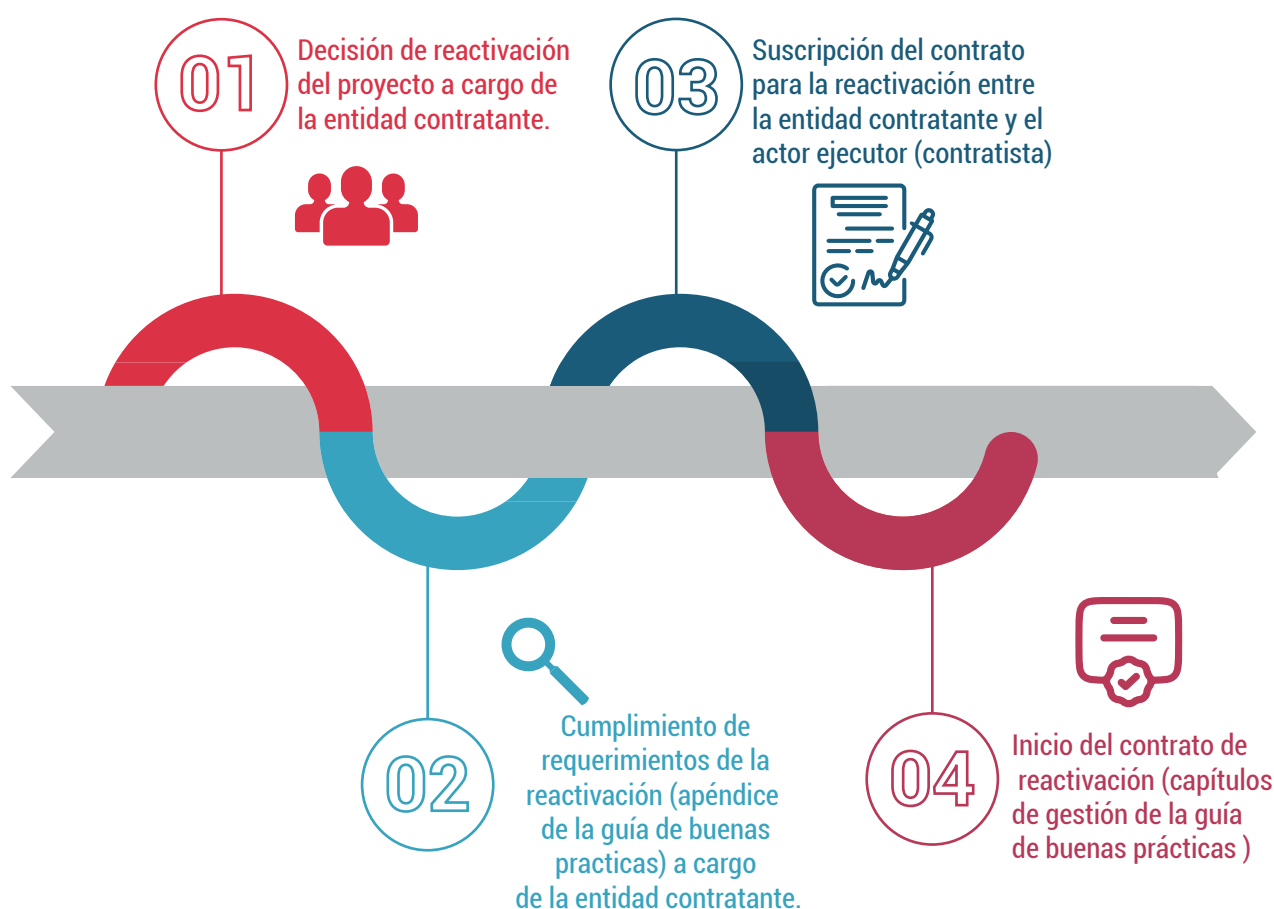 01
Decisión de reactivación
del proyecto a cargo de
la entidad contratante.
02
Cumplimiento de
requerimientos de la
reactivación (apéndice
de la guía de buenas
practicas) a cargo
de la entidad contratante.
03
Suscripción del contrato
para la reactivación entre
la entidad contratante y el
actor ejecutor (contratista)
04
Inicio del contrato de
reactivación (capítulos
de gestión de la guía
de buenas prácticas )